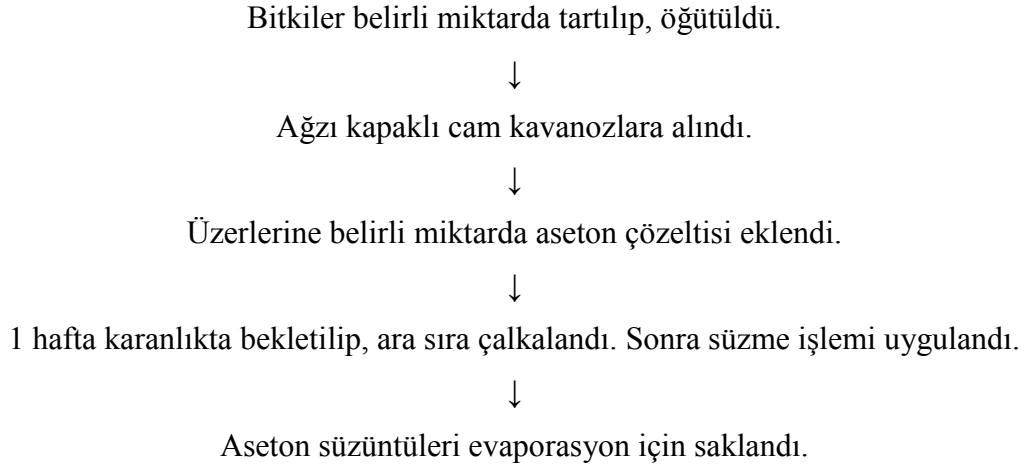 Bitkiler belirli miktarda tartılıp, öğütüldü.
↓
Ağzı kapaklı cam kavanozlara alındı.
↓
Üzerlerine belirli miktarda aseton çözeltisi eklendi.
↓
1 hafta karanlıkta bekletilip, ara sıra çalkalandı. Sonra süzme işlemi uygulandı.
↓
Aseton süzüntüleri evaporasyon için saklandı.